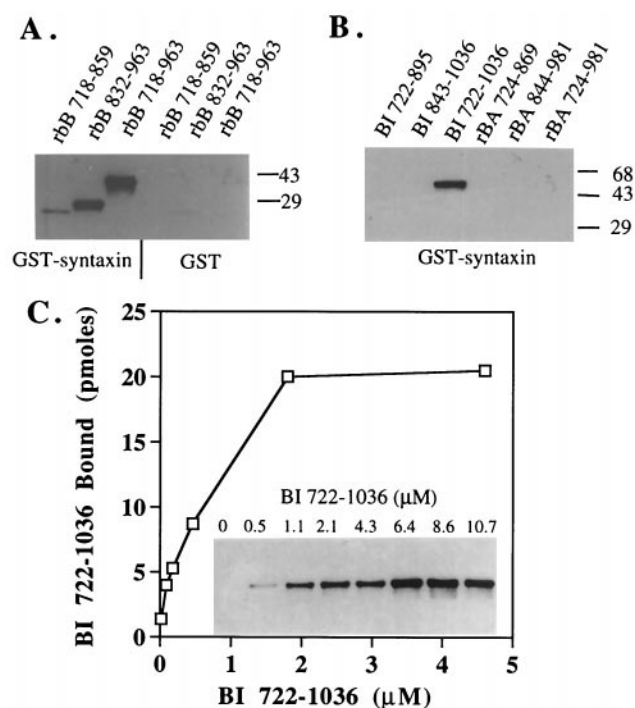 A.
rbB 718-859
rbB 832-963
rbB 718-963
rbB 718-859
rbB 832-963
rbB 718-963
43
29
GST-syntaxin GST
B.
BI 722-895
BI 843-1036
BI 722-1036
rBA 724-869
rBA 844-981
rBA 724-981
68
43
29
GST-syntaxin
C.
BI 722-1036 Bound (pmoles)
25
20
15
10
5
0
BI 722-1036 (μM)
0 0.5 1.1 2.1 4.3 6.4 8.6 10.7
0 1 2 3 4 5
BI 722-1036 (μM)